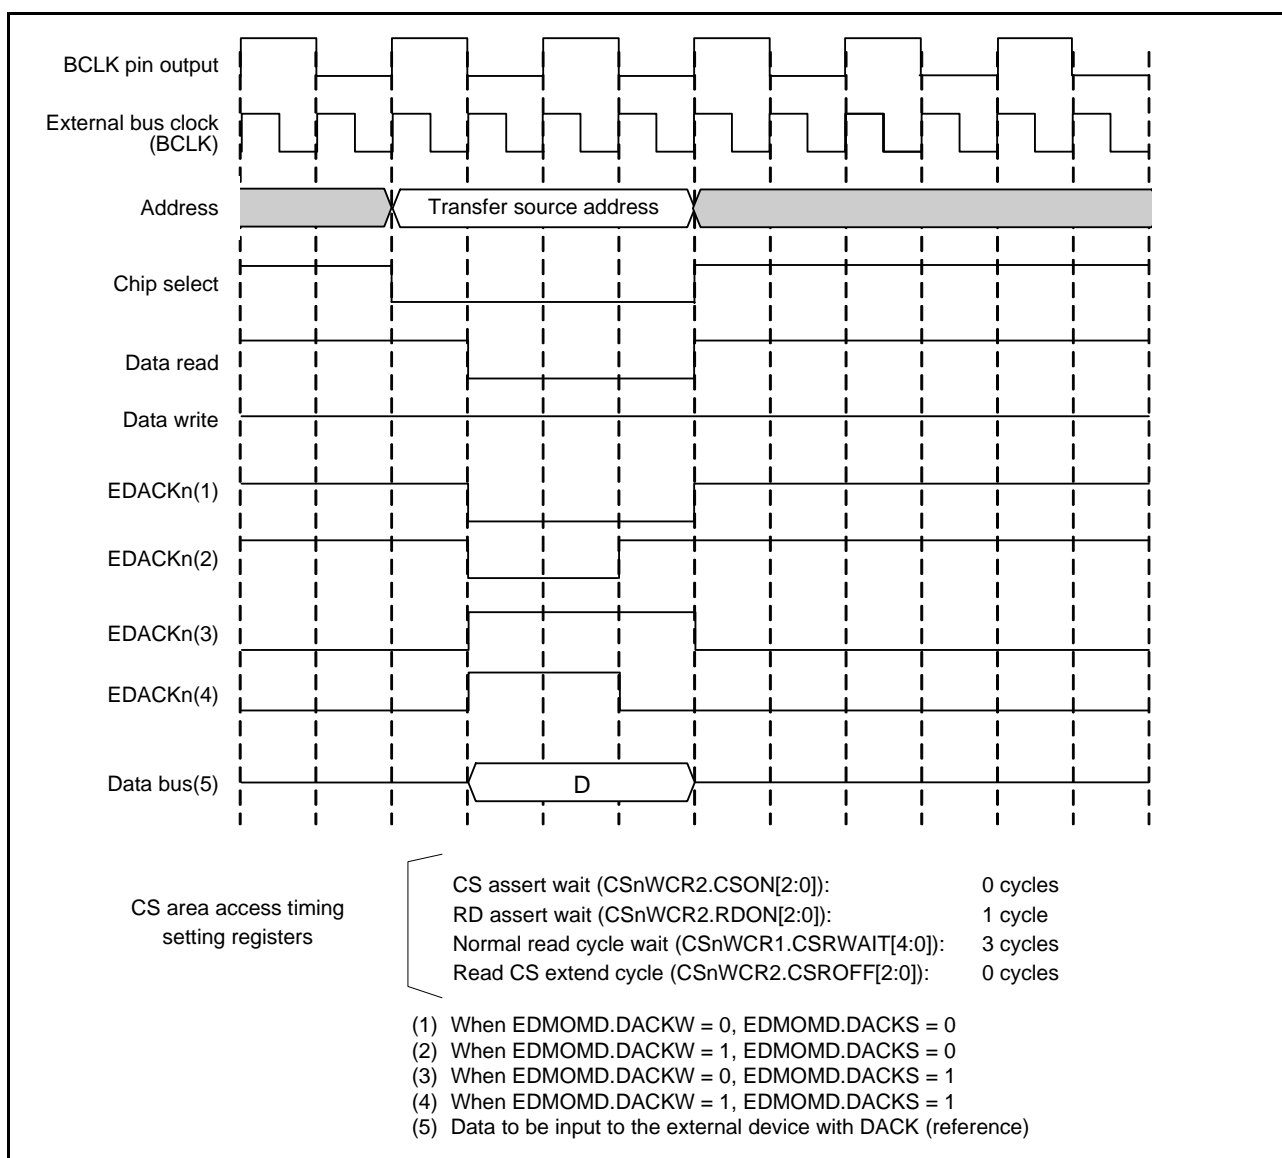 BCLK pin output
External bus clock
(BCLK)
Address
Transfer source address
Chip select
Data read
Data write
EDACKn(1)
EDACKn(2)
EDACKn(3)
EDACKn(4)
Data bus(5)
D
CS area access timing
setting registers
CS assert wait (CSnWCR2.CSON[2:0]): 0 cycles
RD assert wait (CSnWCR2.RDON[2:0]): 1 cycle
Normal read cycle wait (CSnWCR1.CSRWAIT[4:0]): 3 cycles
Read CS extend cycle (CSnWCR2.CSROFF[2:0]): 0 cycles
(1) When EDMOMD.DACKW = 0, EDMOMD.DACKS = 0
(2) When EDMOMD.DACKW = 1, EDMOMD.DACKS = 0
(3) When EDMOMD.DACKW = 0, EDMOMD.DACKS = 1
(4) When EDMOMD.DACKW = 1, EDMOMD.DACKS = 1
(5) Data to be input to the external device with DACK (reference)